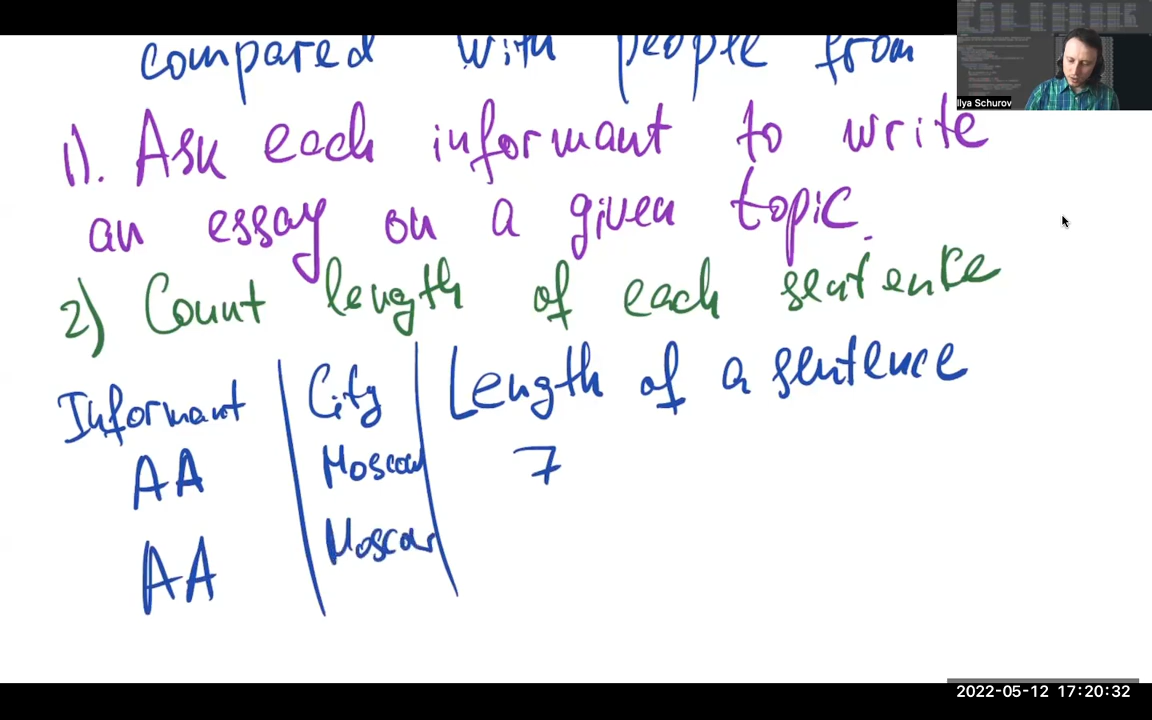 compared with people from
Ilya Schurov
1). Ask each informant to write
an essay on a given topic.
2) Count length of each sentence
Informant | City | Length of a sentence
AA Moscow 7
AA Moscow
2022-05-12 17:20:32